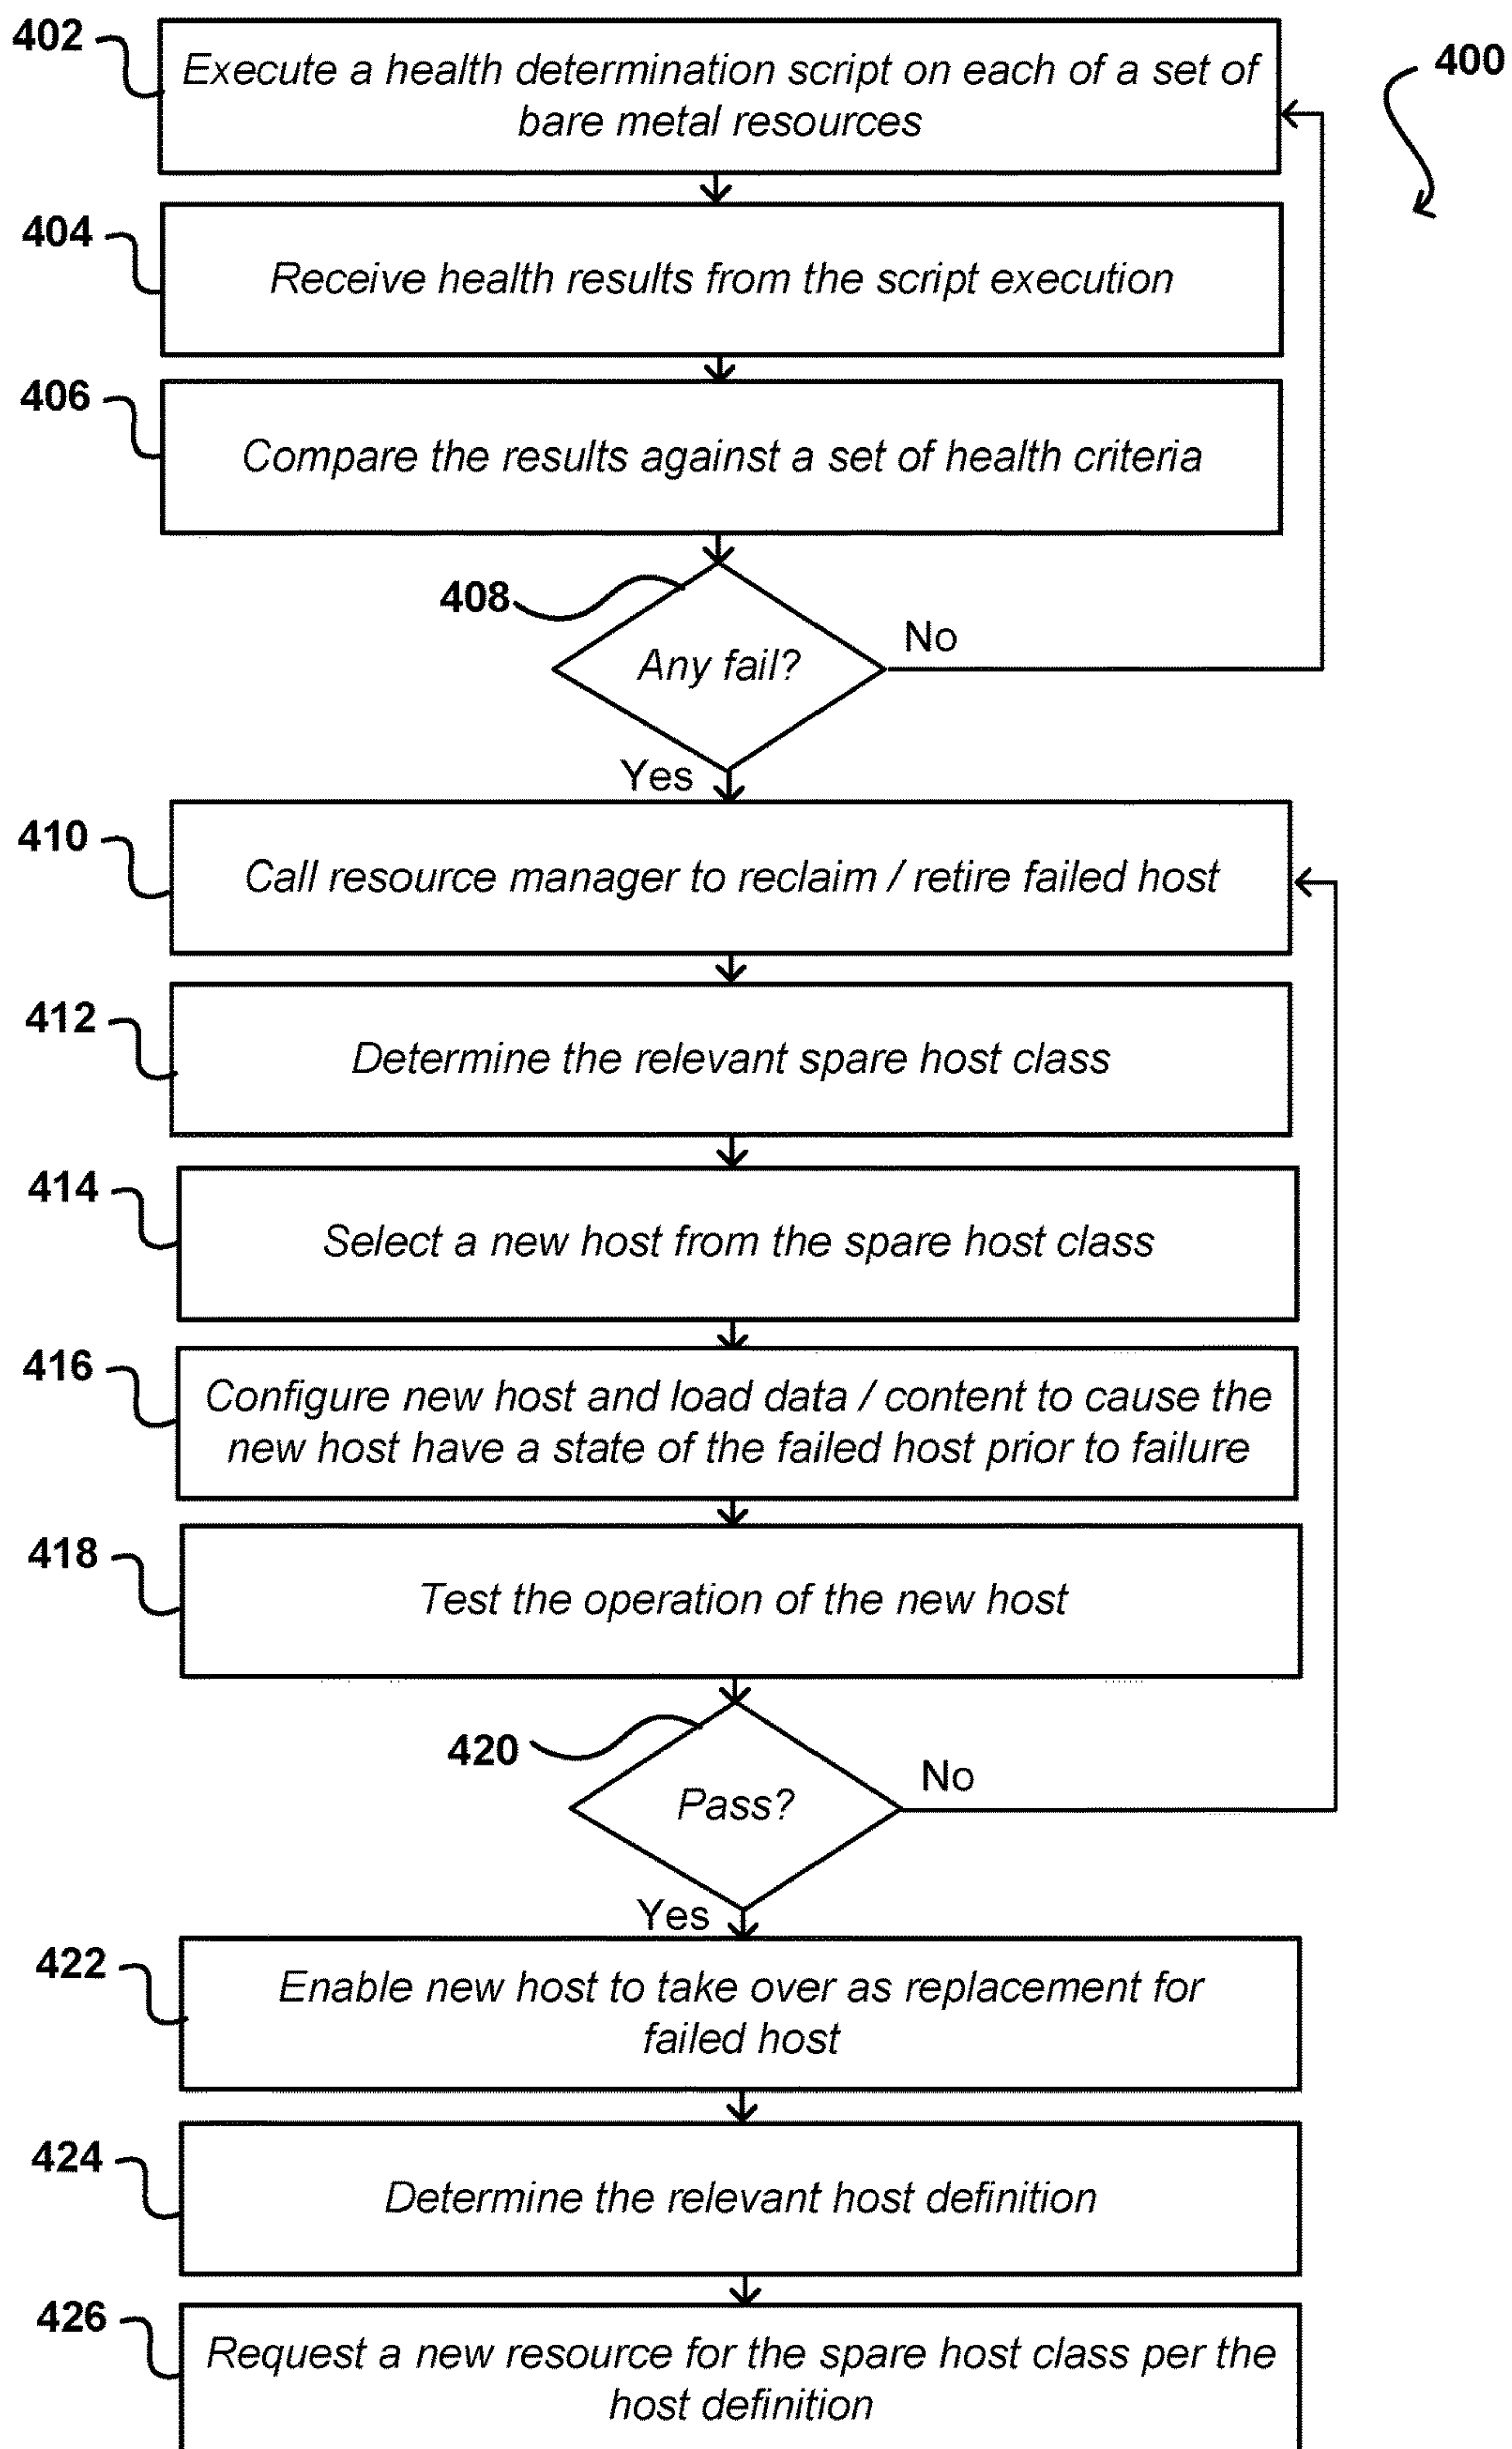 402
Execute a health determination script on each of a set of
bare metal resources
400
404
Receive health results from the script execution
406
Compare the results against a set of health criteria
408
Any fail?
No
Yes
410
Call resource manager to reclaim / retire failed host
412
Determine the relevant spare host class
414
Select a new host from the spare host class
416
Configure new host and load data / content to cause the
new host have a state of the failed host prior to failure
418
Test the operation of the new host
420
Pass?
No
Yes
422
Enable new host to take over as replacement for
failed host
424
Determine the relevant host definition
426
Request a new resource for the spare host class per the
host definition